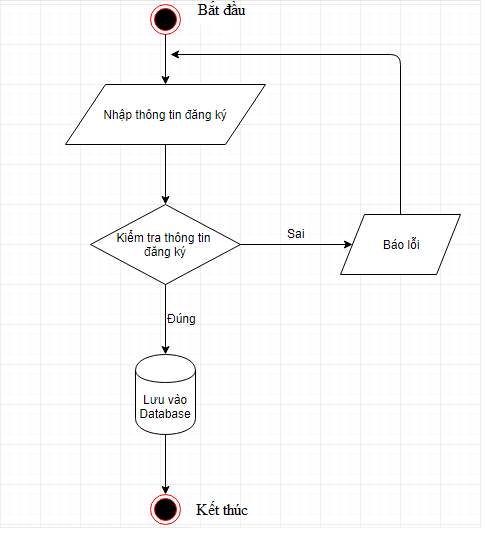 Bắt đầu
Nhập thông tin đăng ký
Kiểm tra thông tin
đăng ký
Sai
Báo lỗi
Đúng
Lưu vào
Database
Kết thúc